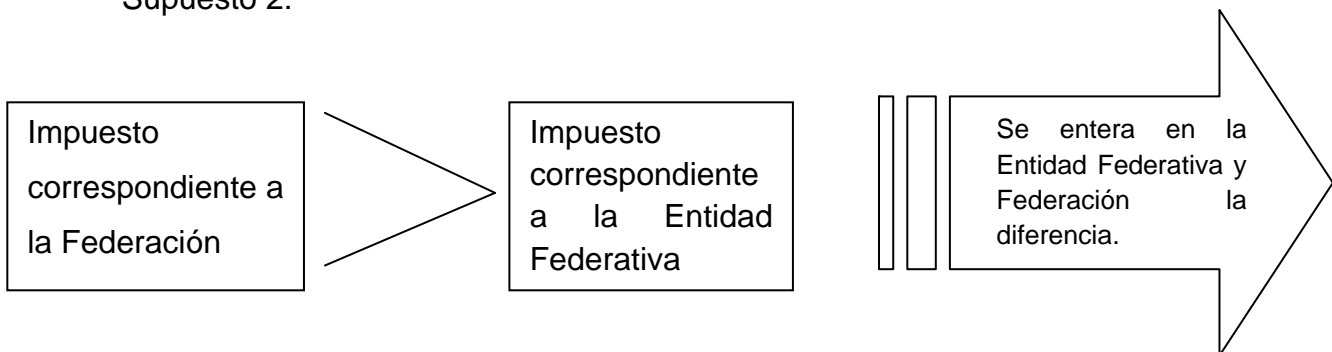 Supuesto 2.
Impuesto
correspondiente a
la Federación
Impuesto
correspondiente
a la Entidad
Federativa
Se entera en la
Entidad Federativa y
Federación la
diferencia.